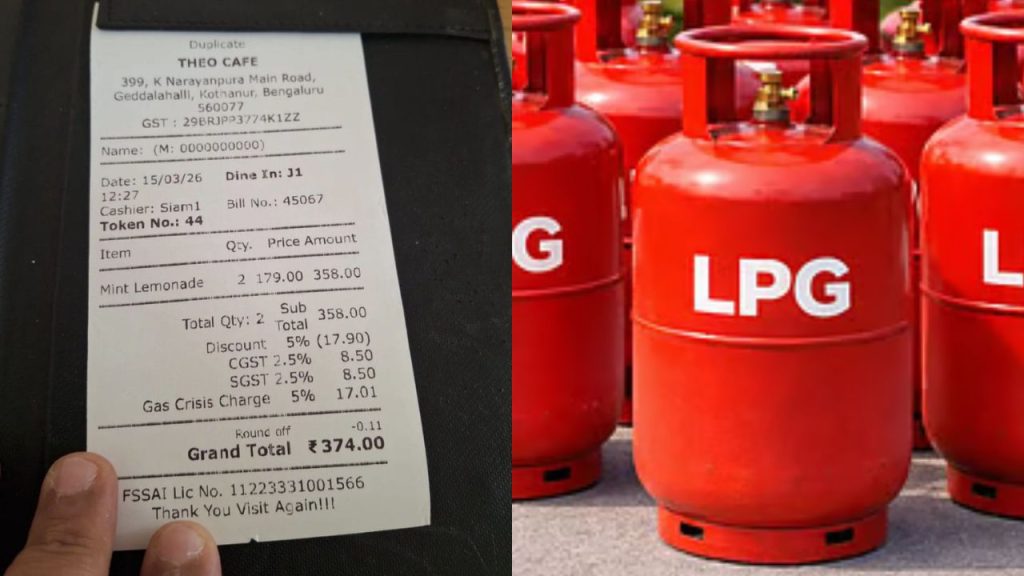 Duplicate
THEO CAFE
399, K Narayanpura Main Road,
Geddalahalli, Kothanur, Bengaluru
560077
GST : 29BRJPP3774K1ZZ
Name: (M: 0000000000)
Date: 15/03/26 Dine In: J1
12:27
Cashier: Siam1 Bill No.: 45067
Token No.: 44
Item Qty. Price Amount
Mint Lemonade 2 179.00 358.00
Total Qty: 2 Sub Total 358.00
Discount 5% (17.90)
CGST 2.5% 8.50
SGST 2.5% 8.50
Gas Crisis Charge 5% 17.01
Round off -0.11
Grand Total ₹374.00
FSSAI Lic No. 11223331001566
Thank You Visit Again!!!
G
LPG
L